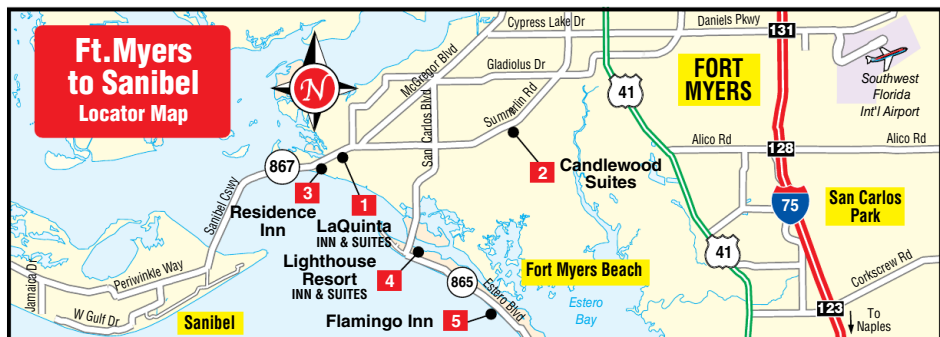 Ft.Myers
to Sanibel
Locator Map
N
Cypress Lake Dr
Daniels Pkwy
131
McGregor Blvd
Gladiolus Dr
FORT
MYERS
Southwest
Florida
Int'l Airport
41
San Carlos Blvd
Summerlin Rd
Alico Rd
Alico Rd
128
867
2
Candlewood
Suites
3
Residence
Inn
1
LaQuinta
INN & SUITES
75
San Carlos
Park
Sanibel Cswy
41
Lighthouse
Resort
INN & SUITES
4
Fort Myers Beach
Corkscrew Rd
Jamaica Dr
Periwinkle Way
865
Estero Blvd
Estero
Bay
W Gulf Dr
Sanibel
Flamingo Inn
5
123
To
Naples